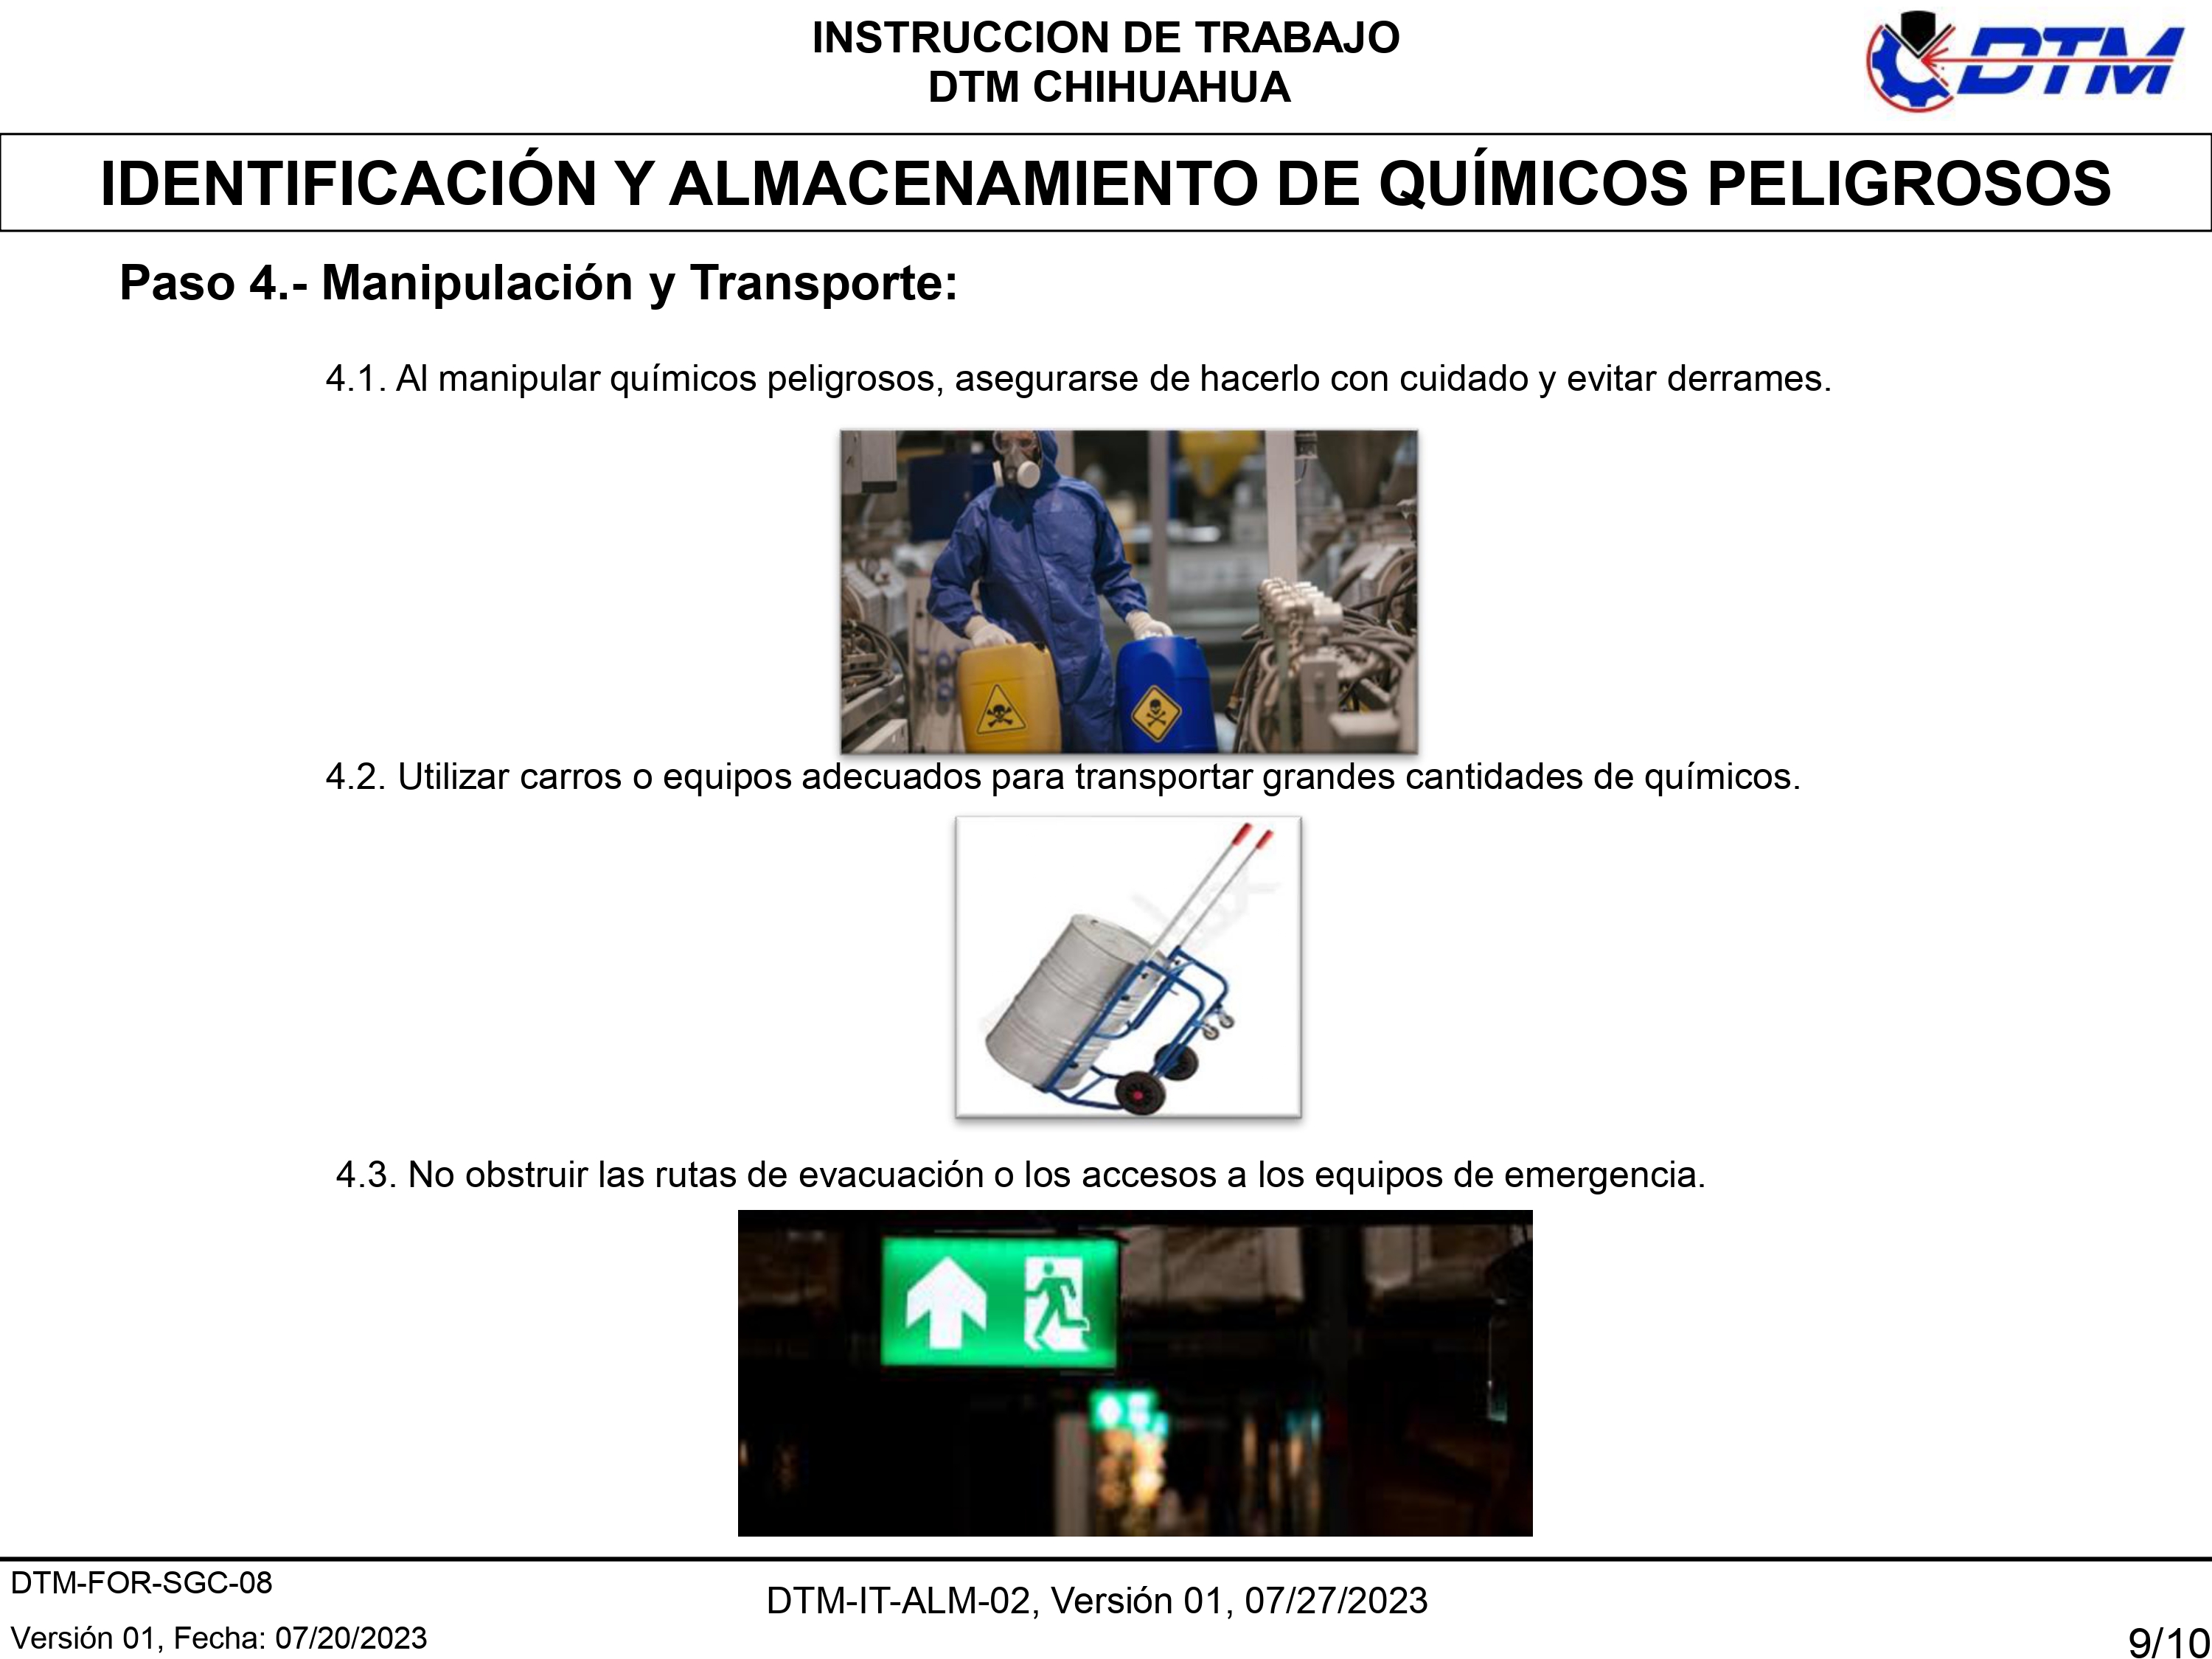 INSTRUCCION DE TRABAJO
DTM CHIHUAHUA
DTM
IDENTIFICACIÓN Y ALMACENAMIENTO DE QUÍMICOS PELIGROSOS
Paso 4.- Manipulación y Transporte:
4.1. Al manipular químicos peligrosos, asegurarse de hacerlo con cuidado y evitar derrames.
4.2. Utilizar carros o equipos adecuados para transportar grandes cantidades de químicos.
4.3. No obstruir las rutas de evacuación o los accesos a los equipos de emergencia.
DTM-FOR-SGC-08
DTM-IT-ALM-02, Versión 01, 07/27/2023
Versión 01, Fecha: 07/20/2023
9/10